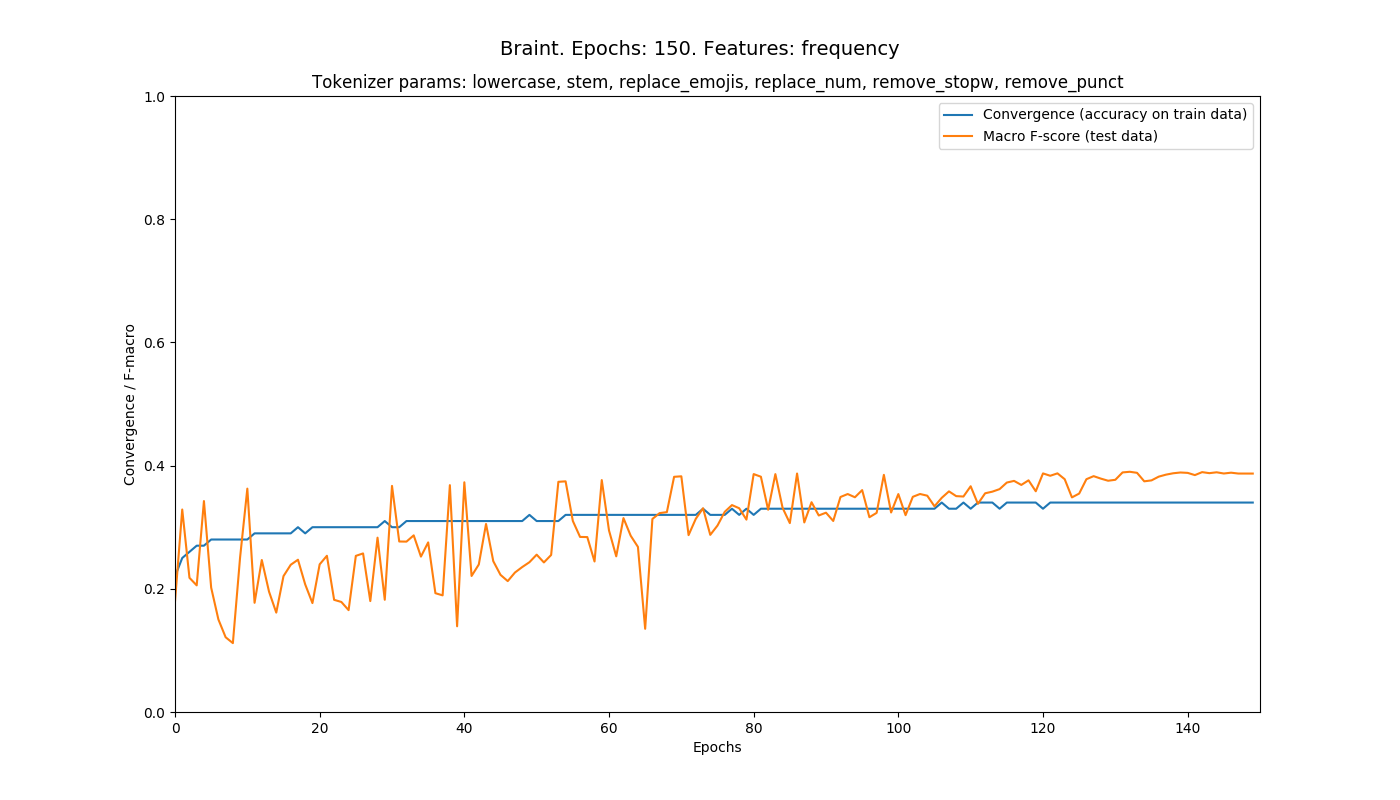 Braint. Epochs: 150. Features: frequency
Tokenizer params: lowercase, stem, replace_emojis, replace_num, remove_stopw, remove_punct
Convergence (accuracy on train data)
Macro F-score (test data)
Convergence / F-macro
1.0
0.8
0.6
0.4
0.2
0.0
0 20 40 60 80 100 120 140
Epochs